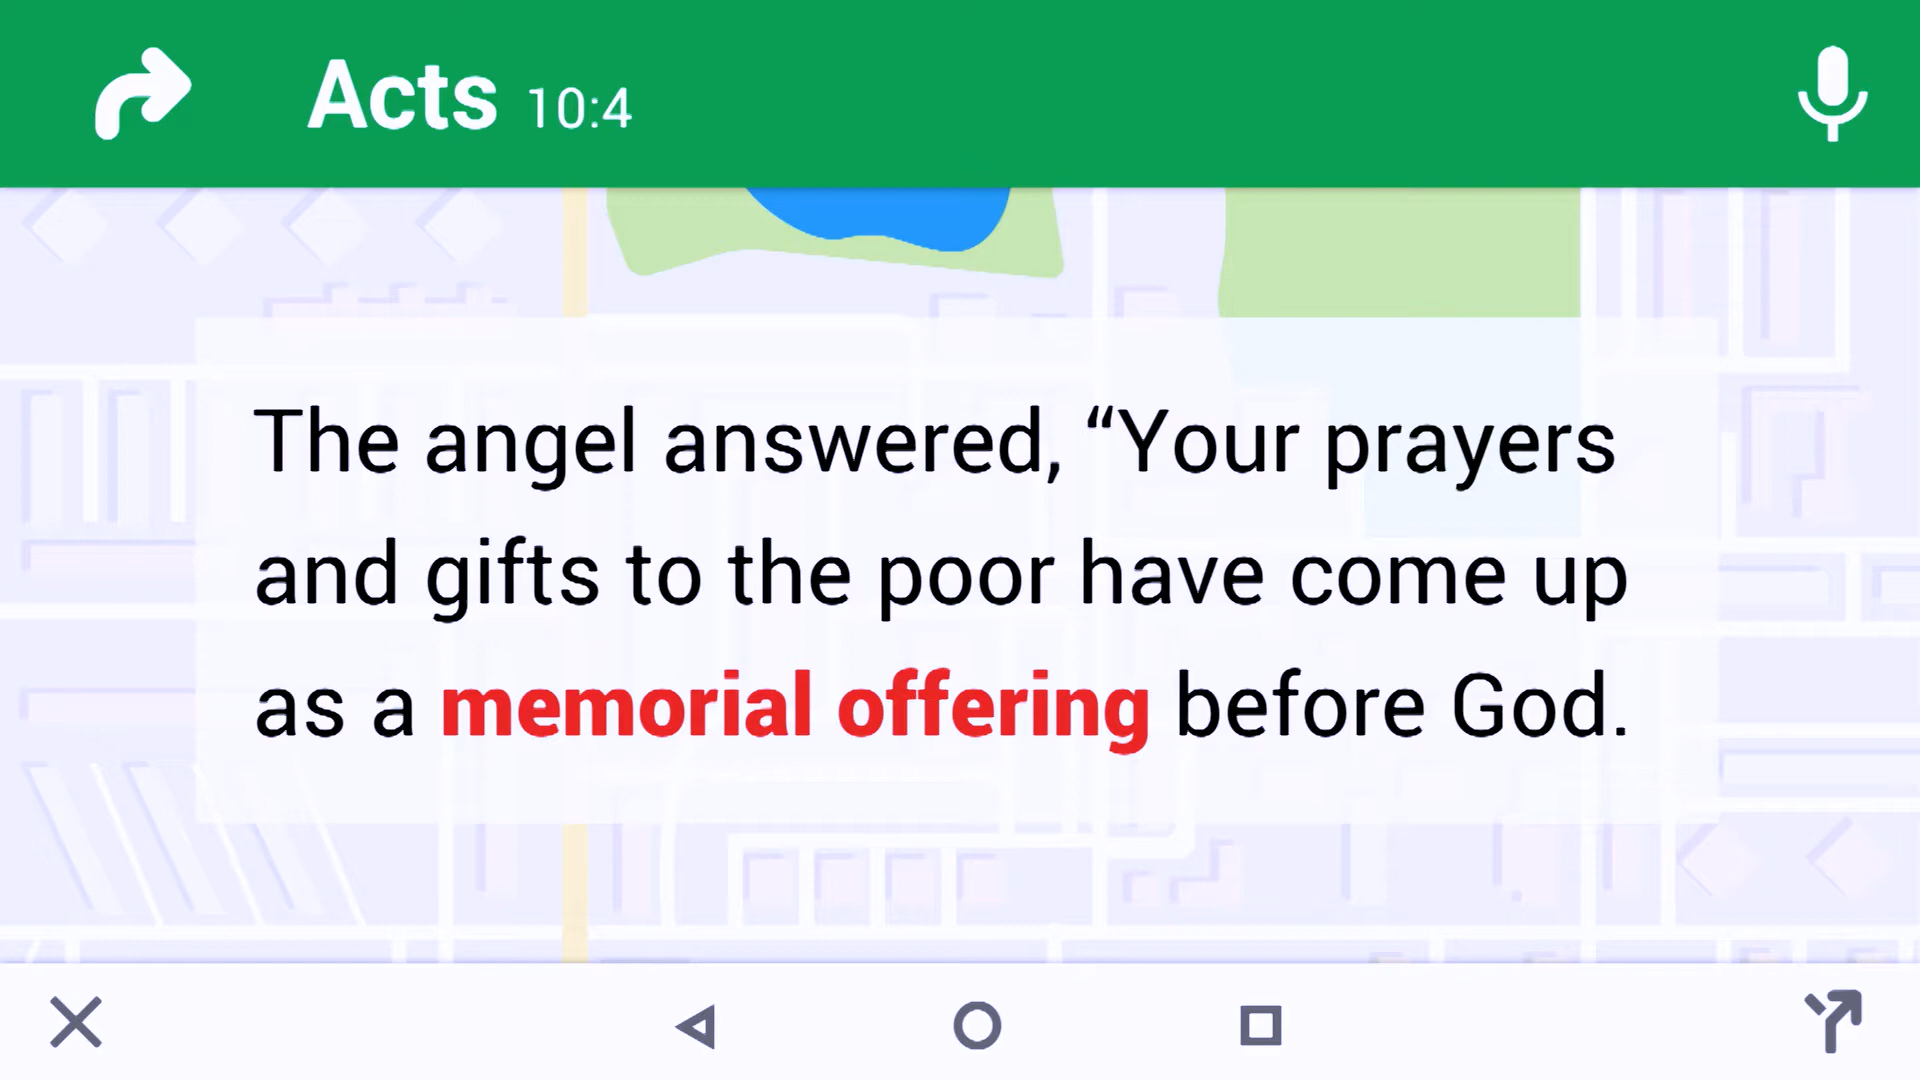 Acts 10:4
The angel answered, “Your prayers
and gifts to the poor have come up
as a memorial offering before God.